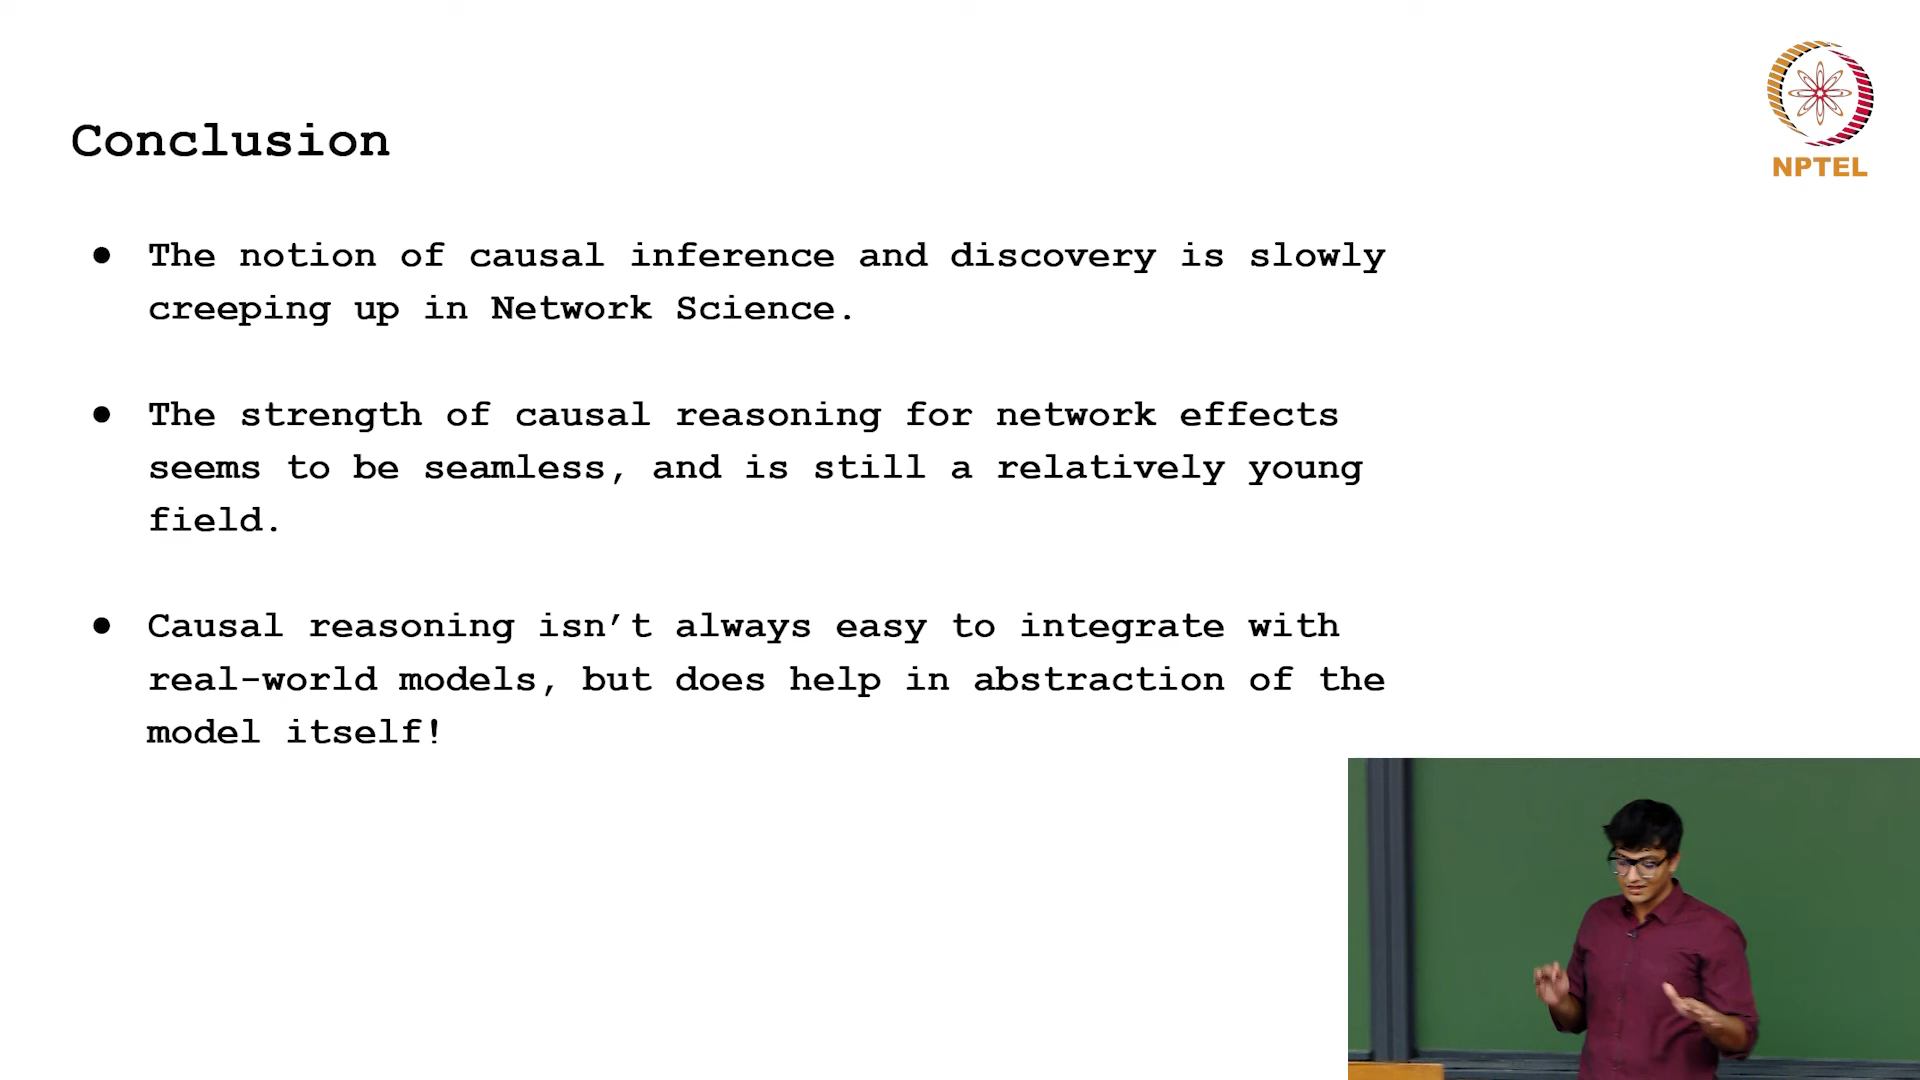 NPTEL
Conclusion
● The notion of causal inference and discovery is slowly
creeping up in Network Science.
● The strength of causal reasoning for network effects
seems to be seamless, and is still a relatively young
field.
● Causal reasoning isn’t always easy to integrate with
real-world models, but does help in abstraction of the
model itself!